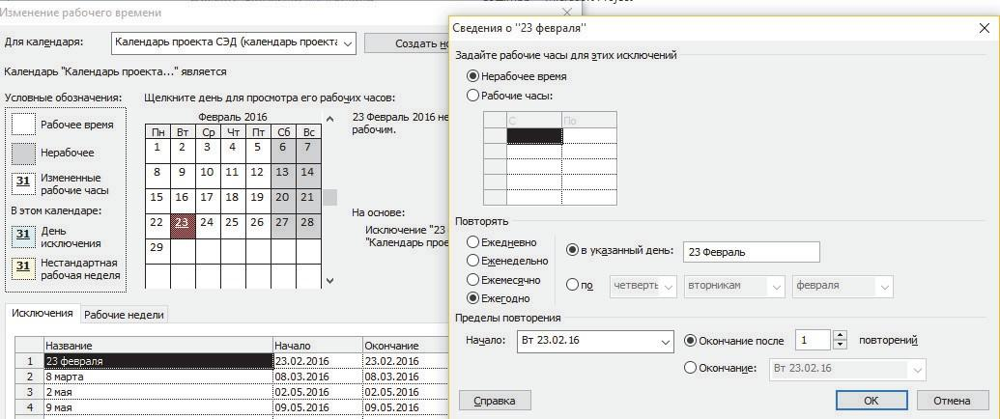 Microsoft Project
Изменение рабочего времени
Для календаря:
Календарь проекта СЭД (календарь проекта
Создать но
Календарь "Календарь проекта..." является
Условные обозначения:
Рабочее время
Нерабочее
31
Измененные
рабочие часы
В этом календаре:
31
День
исключения
31
Нестандартная
рабочая неделя
Щелкните день для просмотра его рабочих часов:
Февраль 2016
Пн Вт Ср Чт Пт Сб Вс
1 2 3 4 5 6 7
8 9 10 11 12 13 14
15 16 17 18 19 20 21
22 23 24 25 26 27 28
29
23 Февраль 2016 не
рабочим.
На основе:
Исключение "23
"Календарь прое
Исключения
Рабочие недели
Название Начало Окончание
1 23 февраля 23.02.2016 23.02.2016
2 8 марта 08.03.2016 08.03.2016
3 2 мая 02.05.2016 02.05.2016
4 9 мая 09.05.2016 09.05.2016
Сведения о "23 февраля"
Задайте рабочие часы для этих исключений
Нерабочее время
Рабочие часы:
С По
Повторять
Ежедневно
Еженедельно
Ежемесячно
Ежегодно
в указанный день:
23 Февраль
по
четверть
вторникам
февраля
Пределы повторения
Начало:
Вт 23.02.16
Окончание после
1
повторений
Окончание:
Вт 23.02.16
Справка
ОК
Отмена